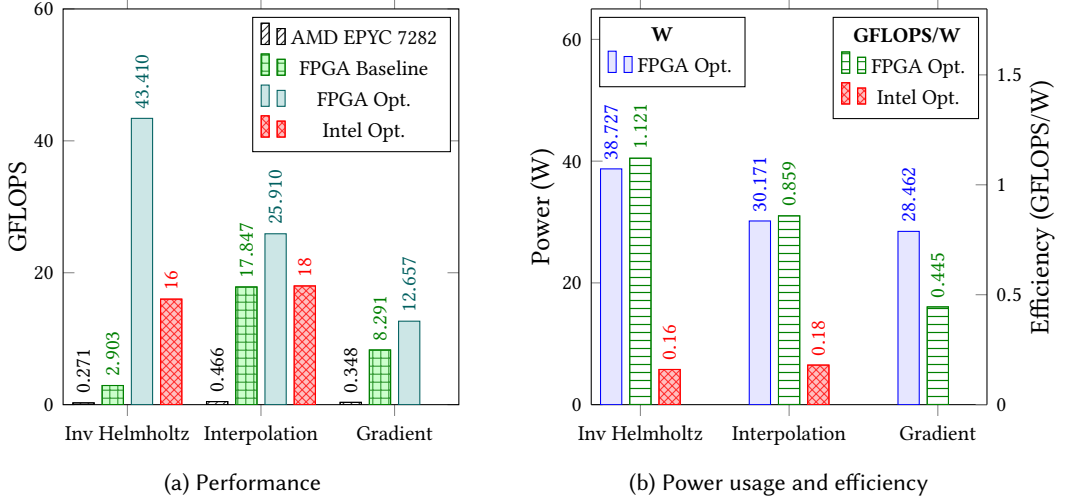 60
40
20
0
GFLOPS
AMD EPYC 7282
FPGA Baseline
FPGA Opt.
Intel Opt.
0.271
2.903
43.410
16
0.466
17.847
25.910
18
0.348
8.291
12.657
Inv Helmholtz
Interpolation
Gradient
(a) Performance
60
40
20
0
Power (W)
W
FPGA Opt.
GFLOPS/W
FPGA Opt.
Intel Opt.
38.727
1.121
0.16
30.171
0.859
0.18
28.462
0.445
1.5
1
0.5
0
Efficiency (GFLOPS/W)
Inv Helmholtz
Interpolation
Gradient
(b) Power usage and efficiency